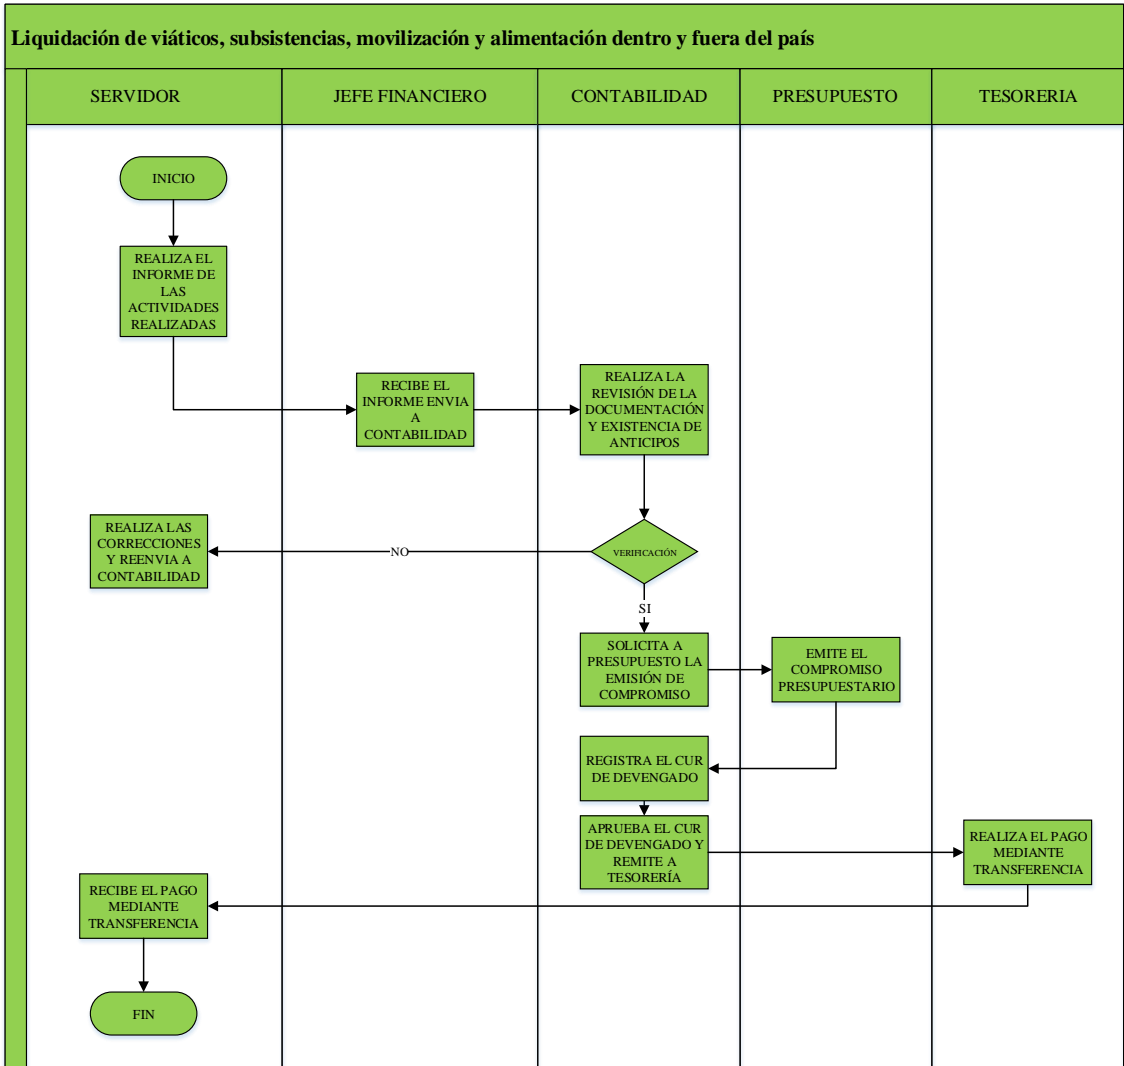 Liquidación de viáticos, subsistencias, movilización y alimentación dentro y fuera del país
SERVIDOR
JEFE FINANCIERO
CONTABILIDAD
PRESUPUESTO
TESORERIA
INICIO
REALIZA EL
INFORME DE
LAS
ACTIVIDADES
REALIZADAS
RECIBE EL
INFORME ENVIA
A
CONTABILIDAD
REALIZA LA
REVISIÓN DE LA
DOCUMENTACIÓN
Y EXISTENCIA DE
ANTICIPOS
VERIFICACIÓN
NO
REALIZA LAS
CORRECCIONES
Y REENVIA A
CONTABILIDAD
SI
SOLICITA A
PRESUPUESTO LA
EMISIÓN DE
COMPROMISO
EMITE EL
COMPROMISO
PRESUPUESTARIO
REGISTRA EL CUR
DE DEVENGADO
APRUEBA EL CUR
DE DEVENGADO Y
REMITE A
TESORERÍA
REALIZA EL PAGO
MEDIANTE
TRANSFERENCIA
RECIBE EL PAGO
MEDIANTE
TRANSFERENCIA
FIN